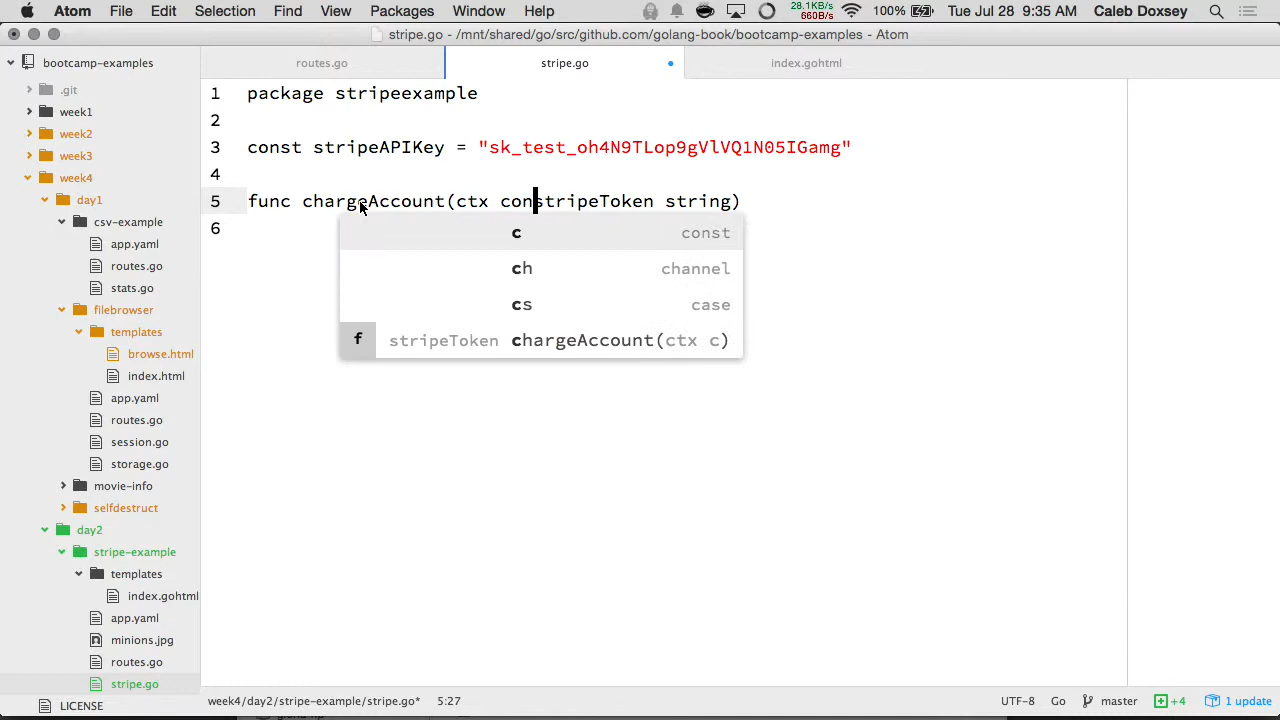 Atom File Edit Selection Find View Packages Window Help 28.1KB/s 660B/s 100% Tue Jul 28 9:35 AM Caleb Doxsey
stripe.go - /mnt/shared/go/src/github.com/golang-book/bootcamp-examples - Atom
bootcamp-examples
.git
week1
week2
week3
week4
day1
csv-example
app.yaml
routes.go
stats.go
filebrowser
templates
browse.html
index.html
app.yaml
routes.go
session.go
storage.go
movie-info
selfdestruct
day2
stripe-example
templates
index.gohtml
app.yaml
minions.jpg
routes.go
stripe.go
LICENSE
routes.go stripe.go index.gohtml
1 package stripeexample
2
3 const stripeAPIKey = "sk_test_oh4N9TLop9gVlVQ1N05IGamg"
4
5 func chargeAccount(ctx constripeToken string)
6
c const
ch channel
cs case
f stripeToken chargeAccount(ctx c)
week4/day2/stripe-example/stripe.go* 5:27 UTF-8 Go master +4 1 update